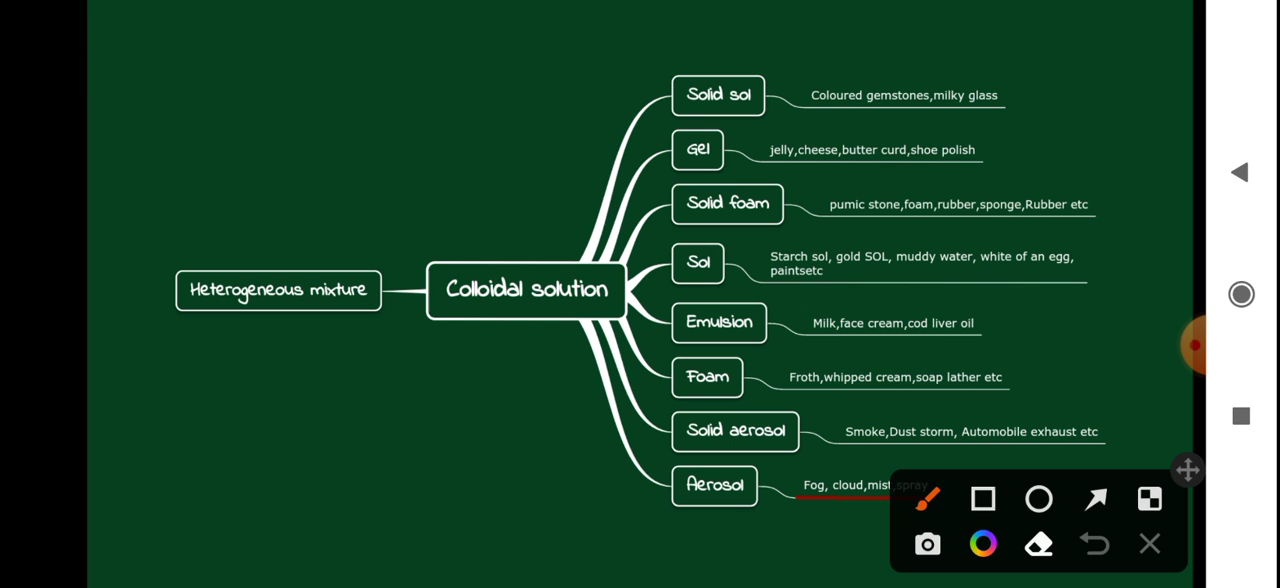 Solid sol
Coloured gemstones,milky glass
Gel
jelly,cheese,butter curd,shoe polish
Solid foam
pumic stone,foam,rubber,sponge,Rubber etc
Sol
Starch sol, gold SOL, muddy water, white of an egg,
paintsetc
Heterogeneous mixture
Colloidal solution
Emulsion
Milk,face cream,cod liver oil
Foam
Froth,whipped cream,soap lather etc
Solid aerosol
Smoke,Dust storm, Automobile exhaust etc
Aerosol
Fog, cloud,mist,spray